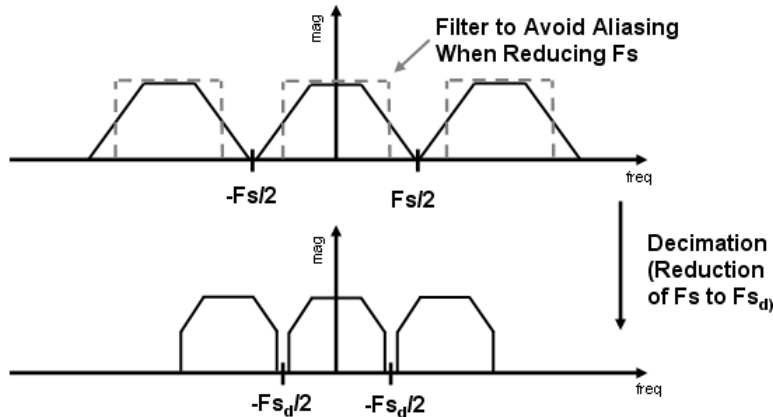 mag
Filter to Avoid Aliasing
When Reducing Fs
-Fs/2
Fs/2
freq
mag
Decimation
(Reduction
of Fs to Fsd)
-Fsd/2
-Fsd/2
freq